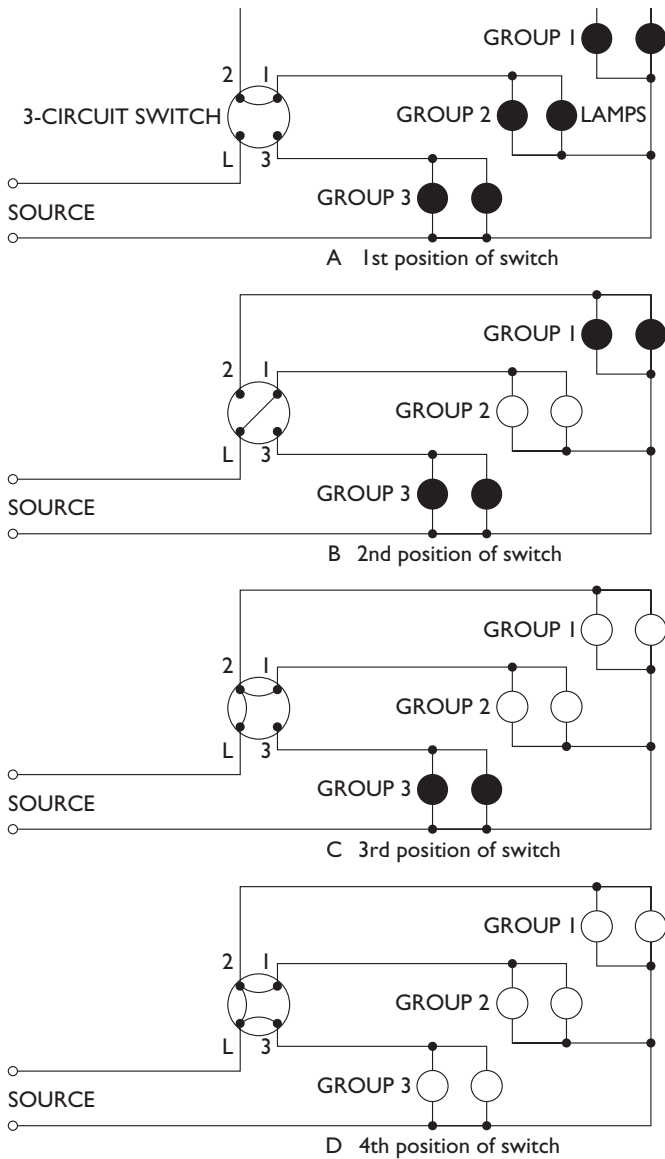 GROUP 1
2 1
3-CIRCUIT SWITCH GROUP 2 LAMPS
L 3
GROUP 3
SOURCE
A 1st position of switch
GROUP 1
2 1
GROUP 2
L 3
GROUP 3
SOURCE
B 2nd position of switch
GROUP 1
2 1
GROUP 2
L 3
GROUP 3
SOURCE
C 3rd position of switch
GROUP 1
2 1
GROUP 2
L 3
GROUP 3
SOURCE
D 4th position of switch